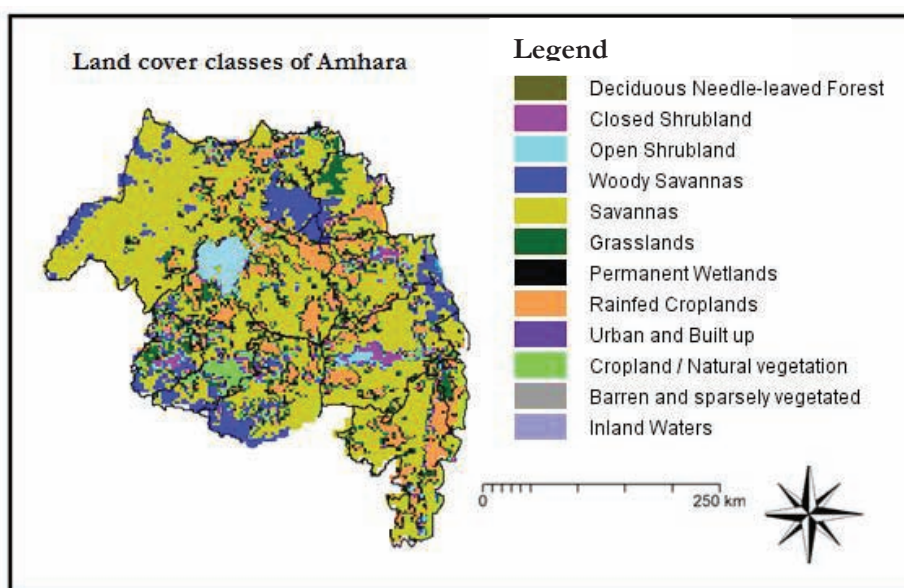 Land cover classes of Amhara
Legend
Deciduous Needle-leaved Forest
Closed Shrubland
Open Shrubland
Woody Savannas
Savannas
Grasslands
Permanent Wetlands
Rainfed Croplands
Urban and Built up
Cropland / Natural vegetation
Barren and sparsely vegetated
Inland Waters
0 250 km